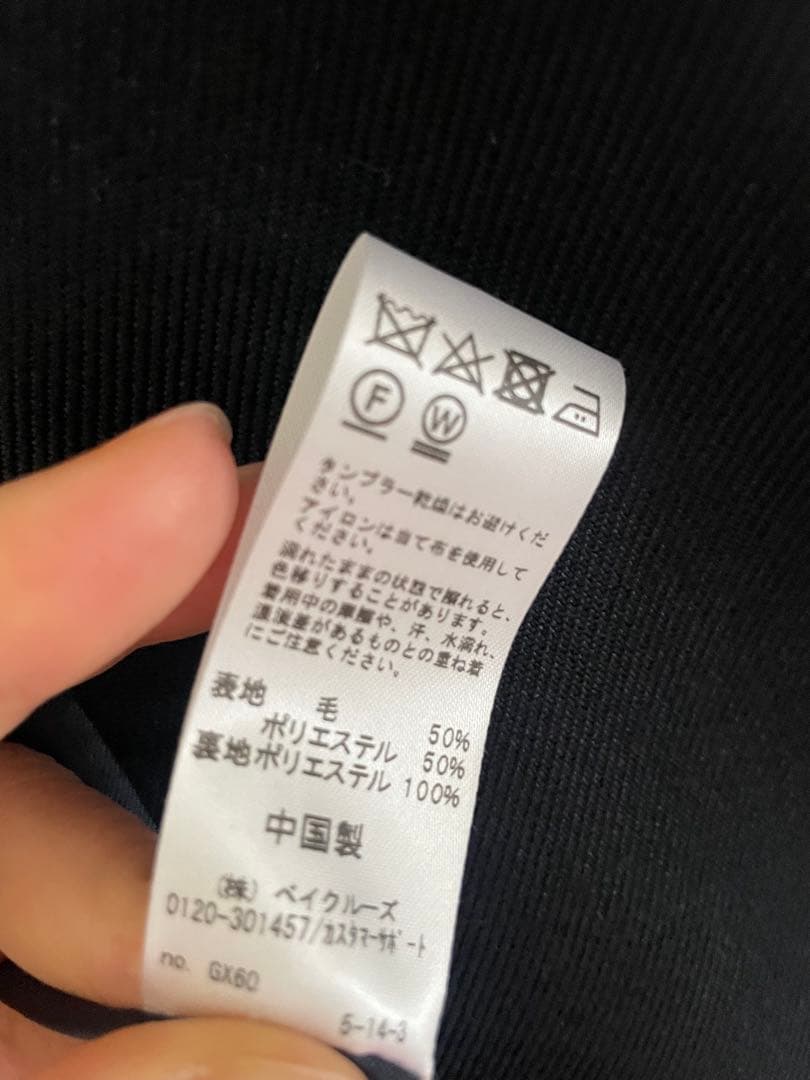 F W
タンブラー乾燥はお避けくだ
さい。
アイロンは当て布を使用して
ください。
濡れたままの状態で擦れると、
色移りすることがあります。
着用中の摩擦や、汗、水濡れ、
濃淡差があるものとの重ね着
にご注意ください。
表地 毛 50%
ポリエステル 50%
裏地ポリエステル 100%
中国製
(株) ベイクルーズ
0120-301457/カスタマーサポート
no. GX60
5-14-3